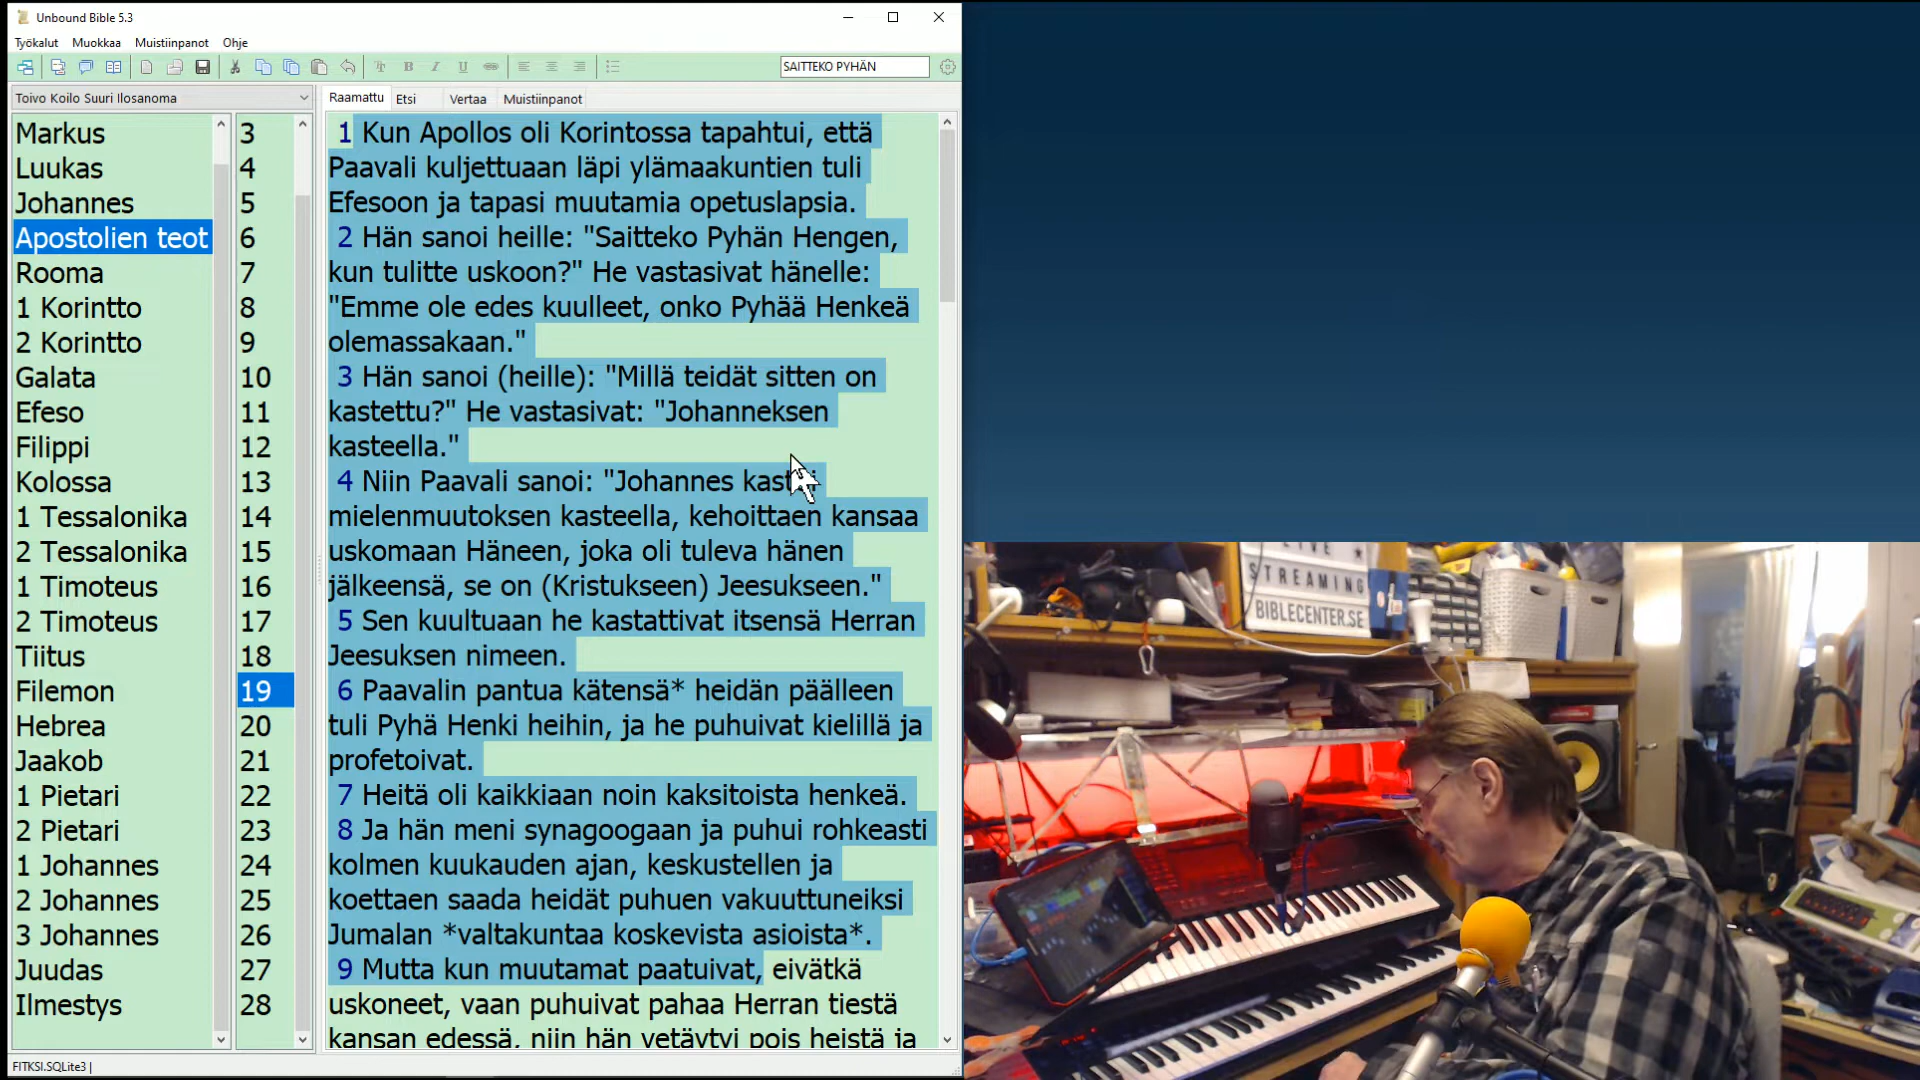 Unbound Bible 5.3
Työkalut Muokkaa Muistiinpanot Ohje
SAITTEKO PYHÄN
Toivo Koilo Suuri Ilosanoma
Raamattu Etsi Vertaa Muistiinpanot
Markus
Luukas
Johannes
Apostolien teot
Rooma
1 Korintto
2 Korintto
Galata
Efeso
Filippi
Kolossa
1 Tessalonika
2 Tessalonika
1 Timoteus
2 Timoteus
Tiitus
Filemon
Hebrea
Jaakob
1 Pietari
2 Pietari
1 Johannes
2 Johannes
3 Johannes
Juudas
Ilmestys
3
4
5
6
7
8
9
10
11
12
13
14
15
16
17
18
19
20
21
22
23
24
25
26
27
28
1 Kun Apollos oli Korintossa tapahtui, että
Paavali kuljettuaan läpi ylämaakuntien tuli
Efesoon ja tapasi muutamia opetuslapsia.
2 Hän sanoi heille: "Saitteko Pyhän Hengen,
kun tulitte uskoon?" He vastasivat hänelle:
"Emme ole edes kuulleet, onko Pyhää Henkeä
olemassakaan."
3 Hän sanoi (heille): "Millä teidät sitten on
kastettu?" He vastasivat: "Johanneksen
kasteella."
4 Niin Paavali sanoi: "Johannes
mielenmuutoksen kasteella, kehoittaen kansaa
uskomaan Häneen, joka oli tuleva hänen
jälkeensä, se on (Kristukseen) Jeesukseen."
5 Sen kuultuaan he kastattivat itsensä Herran
Jeesuksen nimeen.
6 Paavalin pantua kätensä* heidän päälleen
tuli Pyhä Henki heihin, ja he puhuivat kielillä ja
profetoivat.
7 Heitä oli kaikkiaan noin kaksitoista henkeä.
8 Ja hän meni synagoogaan ja puhui rohkeasti
kolmen kuukauden ajan, keskustellen ja
koettaen saada heidät puhuen vakuuttuneiksi
Jumalan *valtakuntaa koskevista asioista*.
9 Mutta kun muutamat paatuivat, eivätkä
uskoneet, vaan puhuivat pahaa Herran tiestä
kansan edessä, niin hän vetäytyi pois heistä ja
FITKSI.SQLite3
LIVE ★
STREAMING
BIBLECENTER.SE